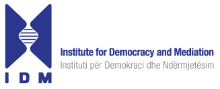 Institute for Democracy and Mediation
Instituti për Demokraci dhe Ndërmjetësim
IDM